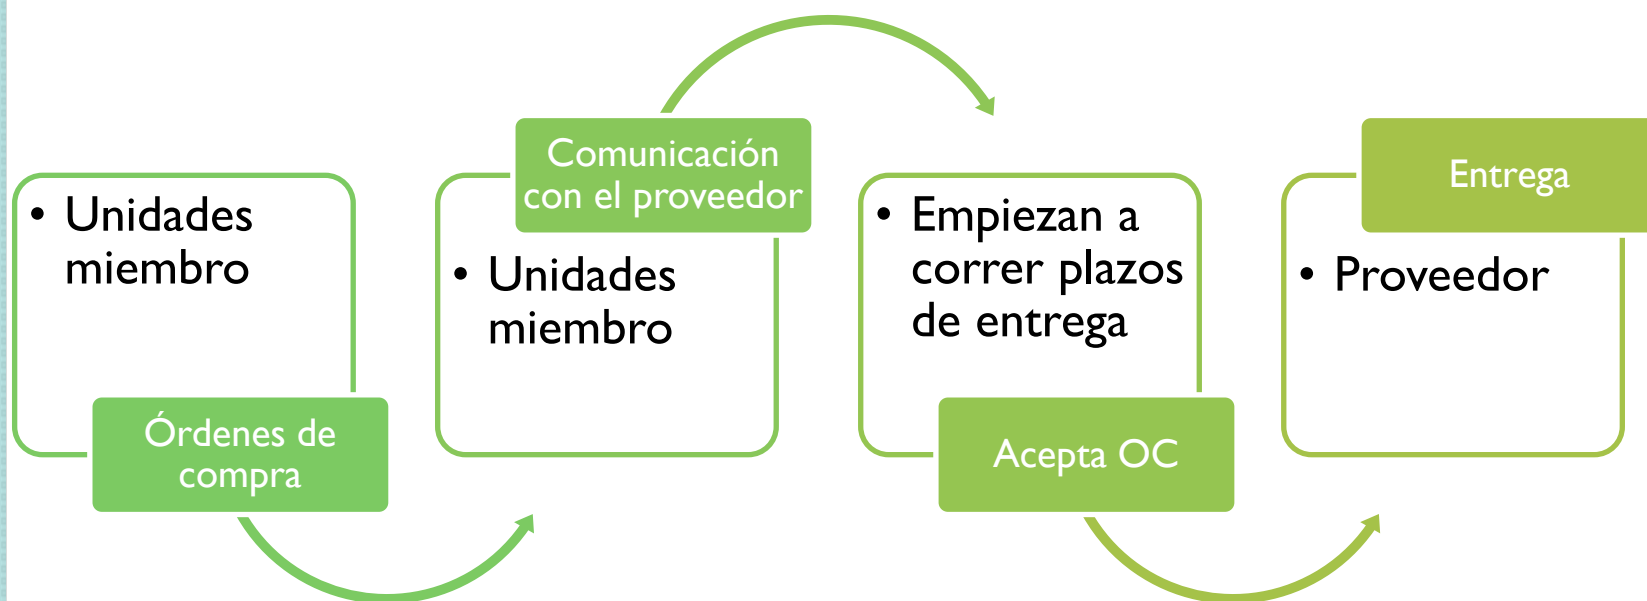 • Unidades
miembro
Órdenes de
compra
Comunicación
con el proveedor
• Unidades
miembro
• Empiezan a
correr plazos
de entrega
Acepta OC
Entrega
• Proveedor